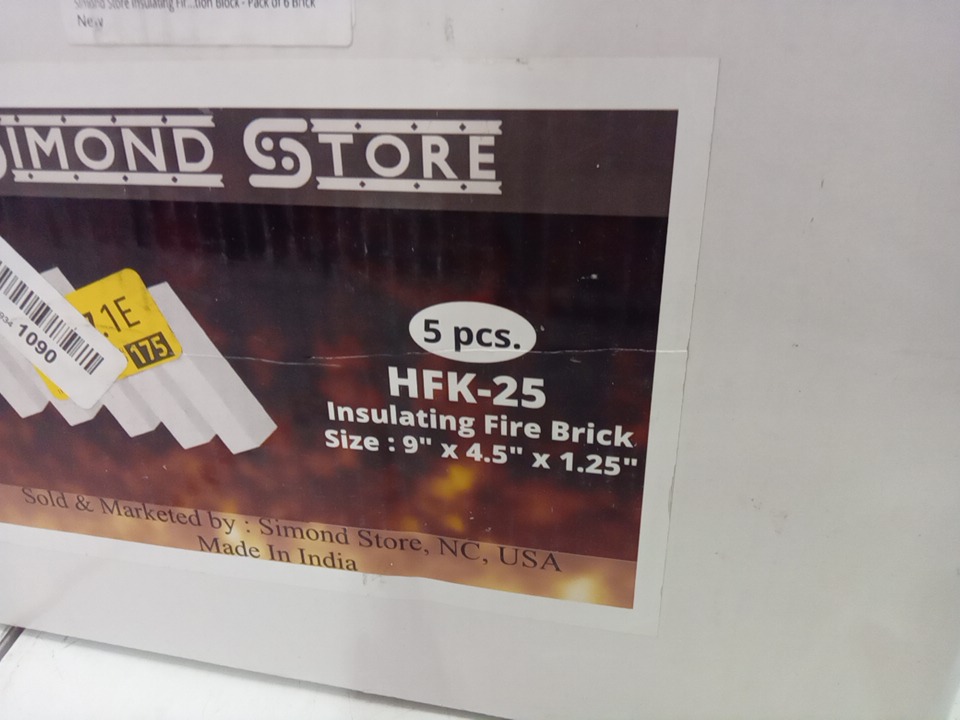 Simond Store Insulating Fir...tion Block - Pack of 6 Brick
New
SIMOND STORE
.1E
175
1090
5 pcs.
HFK-25
Insulating Fire Brick
Size : 9" x 4.5" x 1.25"
Sold & Marketed by : Simond Store, NC, USA
Made In India